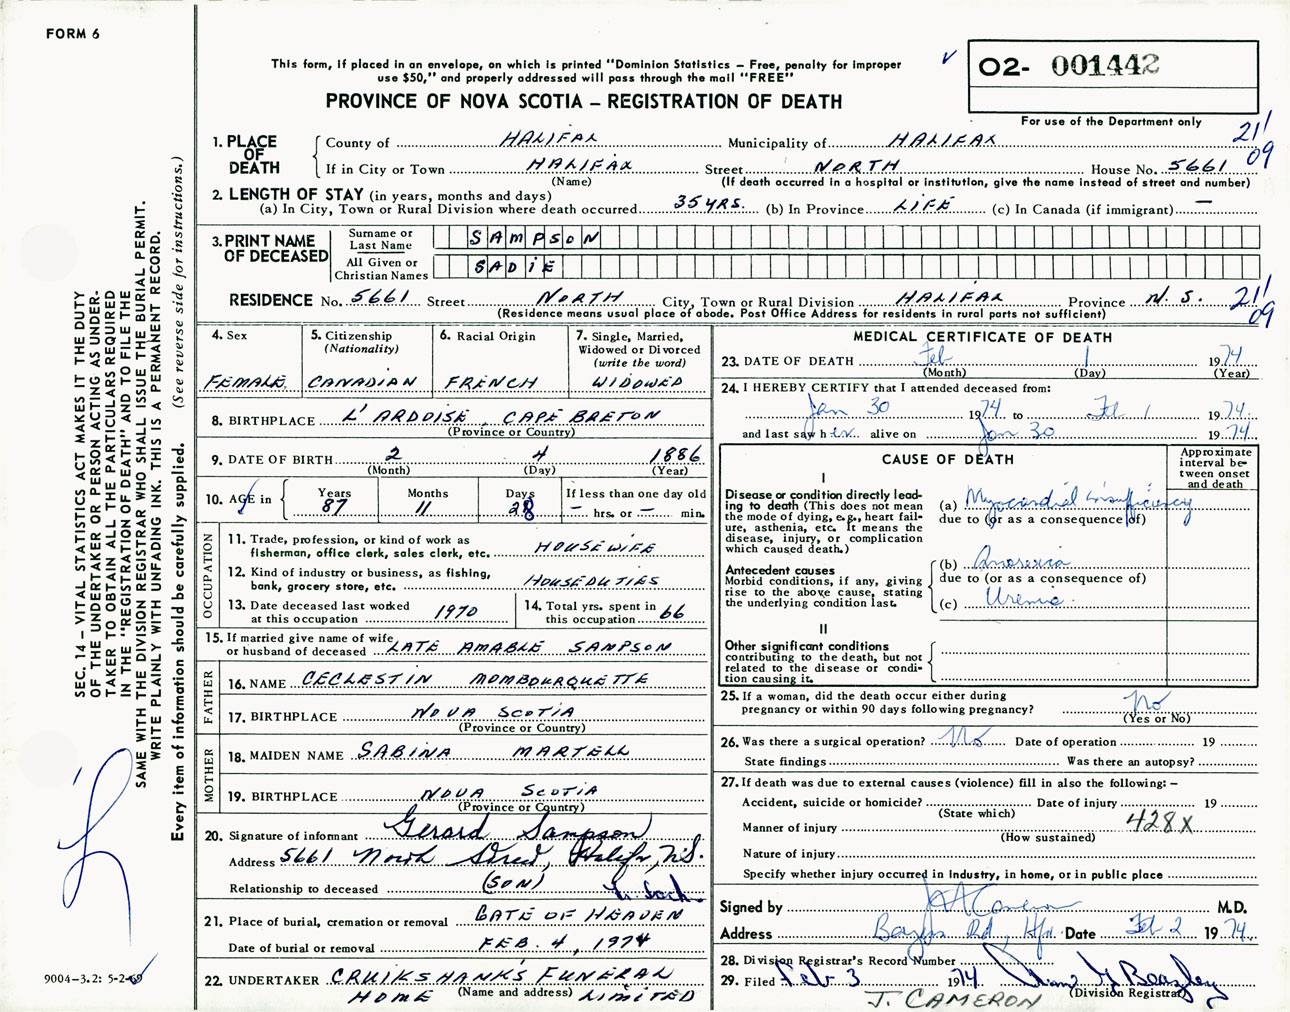 FORM 6
This form, if placed in an envelope, on which is printed "Dominion Statistics – Free, penalty for improper
use $50," and properly addressed will pass through the mail "FREE"
PROVINCE OF NOVA SCOTIA – REGISTRATION OF DEATH
✓
O2- 001442
For use of the Department only
21/
09
1. PLACE OF DEATH
County of HALIFAX Municipality of HALIFAX
If in City or Town HALIFAX Street NORTH House No. 5661
(Name) (If death occurred in a hospital or institution, give the name instead of street and number)
2. LENGTH OF STAY (in years, months and days)
(a) In City, Town or Rural Division where death occurred 35 YRS. (b) In Province LIFE (c) In Canada (if immigrant) —
3. PRINT NAME OF DECEASED
Surname or Last Name SAMPSON
All Given or Christian Names SADIE
RESIDENCE No. 5661 Street NORTH City, Town or Rural Division HALIFAX Province N.S.
(Residence means usual place of abode. Post Office Address for residents in rural parts not sufficient)
21/
09
4. Sex
FEMALE
5. Citizenship
(Nationality)
CANADIAN
6. Racial Origin
FRENCH
7. Single, Married,
Widowed or Divorced
(write the word)
WIDOWED
8. BIRTHPLACE L'ARDOISE, CAPE BRETON
(Province or Country)
9. DATE OF BIRTH 2 4 1886
(Month) (Day) (Year)
10. AGE in
Years Months Days If less than one day old
87 11 28 — hrs. or — min.
OCCUPATION
11. Trade, profession, or kind of work as
fisherman, office clerk, sales clerk, etc. HOUSEWIFE
12. Kind of industry or business, as fishing,
bank, grocery store, etc. HOUSEDUTIES
13. Date deceased last worked
at this occupation 1970
14. Total yrs. spent in
this occupation 66
15. If married give name of wife
or husband of deceased LATE AMABLE SAMPSON
FATHER
16. NAME CECLESTIN MOMBOURQUETTE
17. BIRTHPLACE NOVA SCOTIA
(Province or Country)
MOTHER
18. MAIDEN NAME SABINA MARTELL
19. BIRTHPLACE NOVA SCOTIA
(Province or Country)
20. Signature of informant Gerard Sampson
Address 5661 North Street, Halifx, N.S.
Relationship to deceased (SON)
21. Place of burial, cremation or removal GATE OF HEAVEN
Date of burial or removal FEB. 4, 1974
22. UNDERTAKER CRUIKSHANKS FUNERAL
HOME (Name and address) LIMITED
MEDICAL CERTIFICATE OF DEATH
23. DATE OF DEATH Feb 1 1974
(Month) (Day) (Year)
24. I HEREBY CERTIFY that I attended deceased from:
Jan 30 1974 to Feb 1 1974
and last saw her alive on Jan 30 1974
CAUSE OF DEATH
Approximate
interval be-
tween onset
and death
I
Disease or condition directly lead-
ing to death (This does not mean
the mode of dying, e.g., heart fail-
ure, asthenia, etc. It means the
disease, injury, or complication
which caused death.)
(a) Myocardial insufficiency
due to (or as a consequence of)
Antecedent causes
Morbid conditions, if any, giving
rise to the above cause, stating
the underlying condition last.
(b) Anorexia
due to (or as a consequence of)
(c) Uremia.
II
Other significant conditions
contributing to the death, but not
related to the disease or condi-
tion causing it.
25. If a woman, did the death occur either during
pregnancy or within 90 days following pregnancy? No
(Yes or No)
26. Was there a surgical operation? No Date of operation 19
State findings Was there an autopsy?
27. If death was due to external causes (violence) fill in also the following: –
Accident, suicide or homicide? Date of injury 19
(State which)
Manner of injury 428X
(How sustained)
Nature of injury
Specify whether injury occurred in industry, in home, or in public place
Signed by J A Cameron M.D.
Address Bayers Rd, Hfx. Date Feb 2 1974
28. Division Registrar's Record Number
29. Filed Feb 3 1974
(Division Registrar)
J. CAMERON
SEC. 14 – VITAL STATISTICS ACT MAKES IT THE DUTY
OF THE UNDERTAKER OR PERSON ACTING AS UNDER-
TAKER TO OBTAIN ALL THE PARTICULARS REQUIRED
IN THE "REGISTRATION OF DEATH" AND TO FILE THE
SAME WITH THE DIVISION REGISTRAR WHO SHALL ISSUE THE BURIAL PERMIT.
WRITE PLAINLY WITH UNFADING INK. THIS IS A PERMANENT RECORD.
Every item of information should be carefully supplied. (See reverse side for instructions.)
9004–3.2: 5-2-69